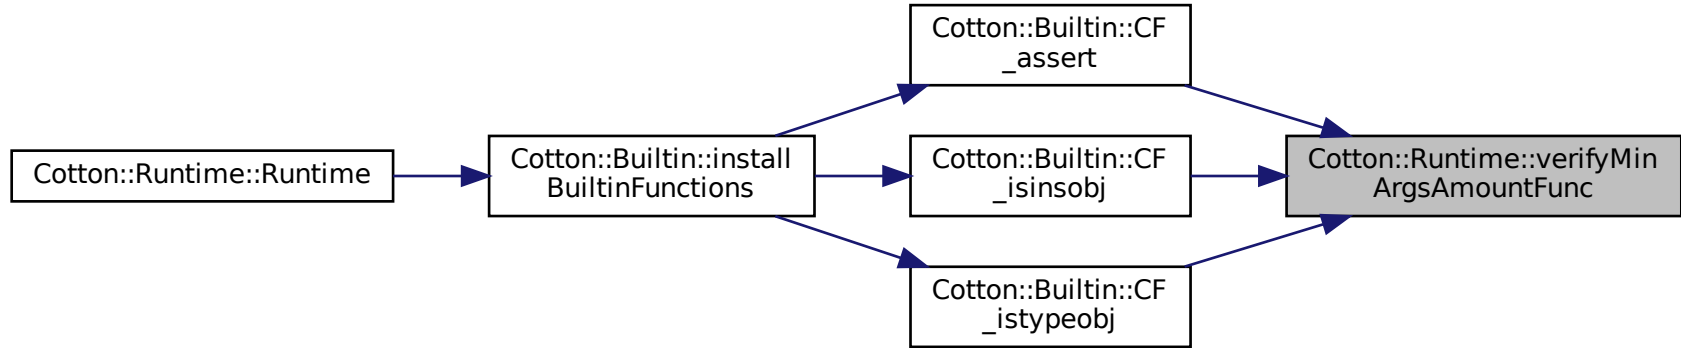 Cotton::Runtime::Runtime
Cotton::Builtin::install
BuiltinFunctions
Cotton::Builtin::CF
_assert
Cotton::Builtin::CF
_isinsobj
Cotton::Builtin::CF
_istypeobj
Cotton::Runtime::verifyMin
ArgsAmountFunc